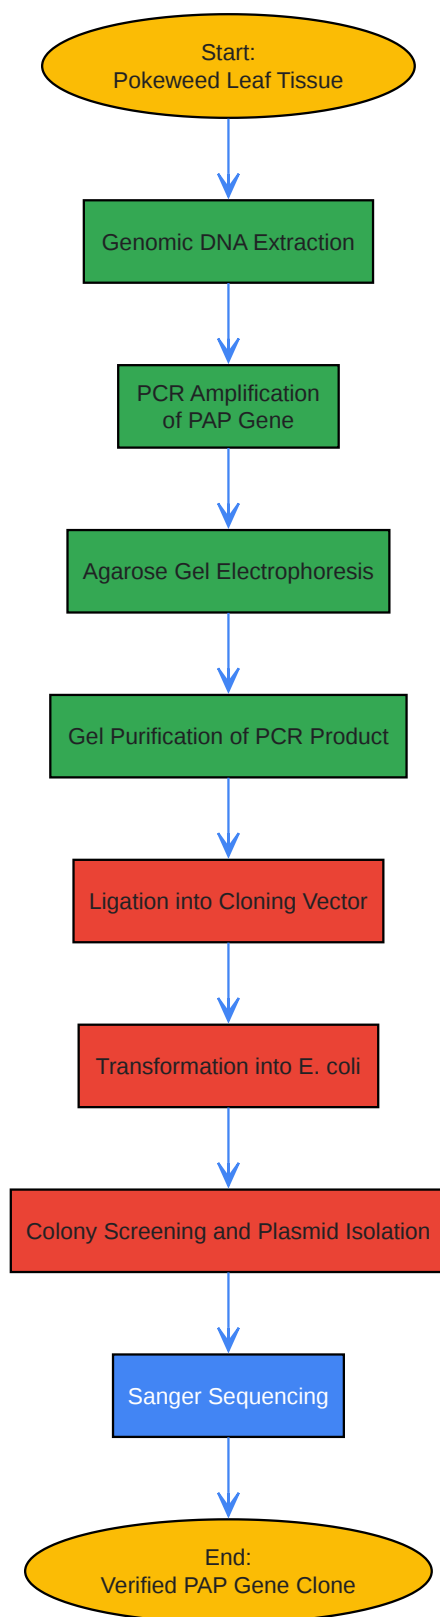 Start:
Pokeweed Leaf Tissue
Genomic DNA Extraction
PCR Amplification
of PAP Gene
Agarose Gel Electrophoresis
Gel Purification of PCR Product
Ligation into Cloning Vector
Transformation into E. coli
Colony Screening and Plasmid Isolation
Sanger Sequencing
End:
Verified PAP Gene Clone